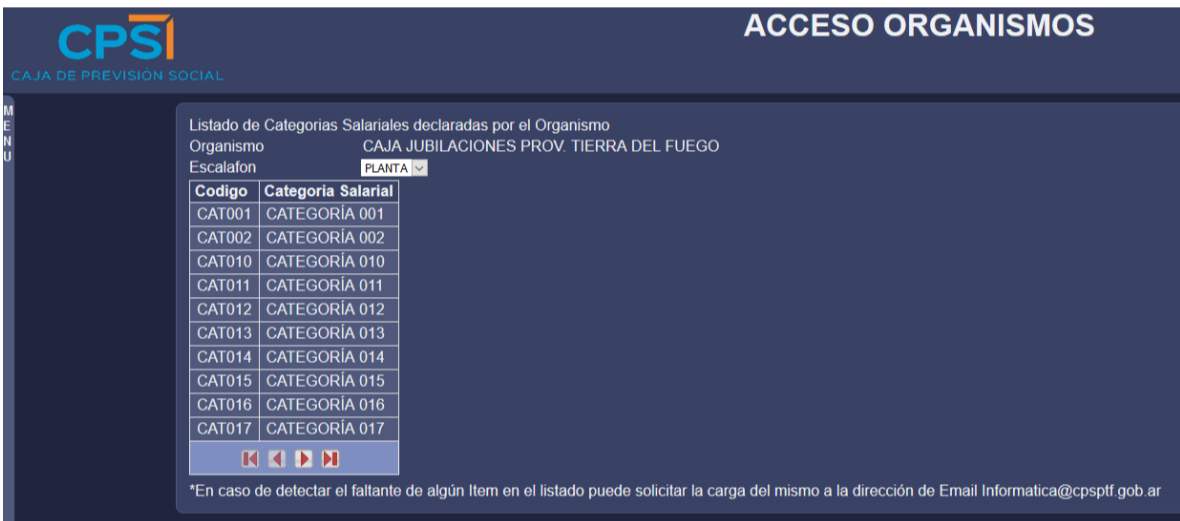 CPS
CAJA DE PREVISIÓN SOCIAL
ACCESO ORGANISMOS
MENU
Listado de Categorias Salariales declaradas por el Organismo
Organismo CAJA JUBILACIONES PROV. TIERRA DEL FUEGO
Escalafon PLANTA
Codigo Categoria Salarial
CAT001 CATEGORÍA 001
CAT002 CATEGORÍA 002
CAT010 CATEGORÍA 010
CAT011 CATEGORÍA 011
CAT012 CATEGORÍA 012
CAT013 CATEGORÍA 013
CAT014 CATEGORÍA 014
CAT015 CATEGORÍA 015
CAT016 CATEGORÍA 016
CAT017 CATEGORÍA 017
*En caso de detectar el faltante de algún Item en el listado puede solicitar la carga del mismo a la dirección de Email Informatica@cpsptf.gob.ar